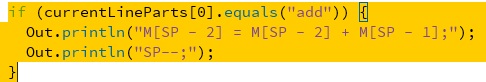 if (currentLineParts[0].equals("add")) {
  Out.println("M[SP - 2] = M[SP - 2] + M[SP - 1];");
  Out.println("SP--;");
}